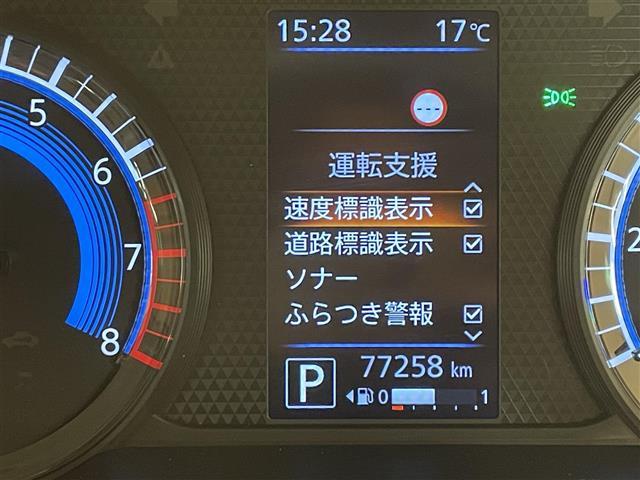 15:28 17℃
---
運転支援
速度標識表示
道路標識表示
ソナー
ふらつき警報
77258 km
P
0 1
5
6
7
8
2